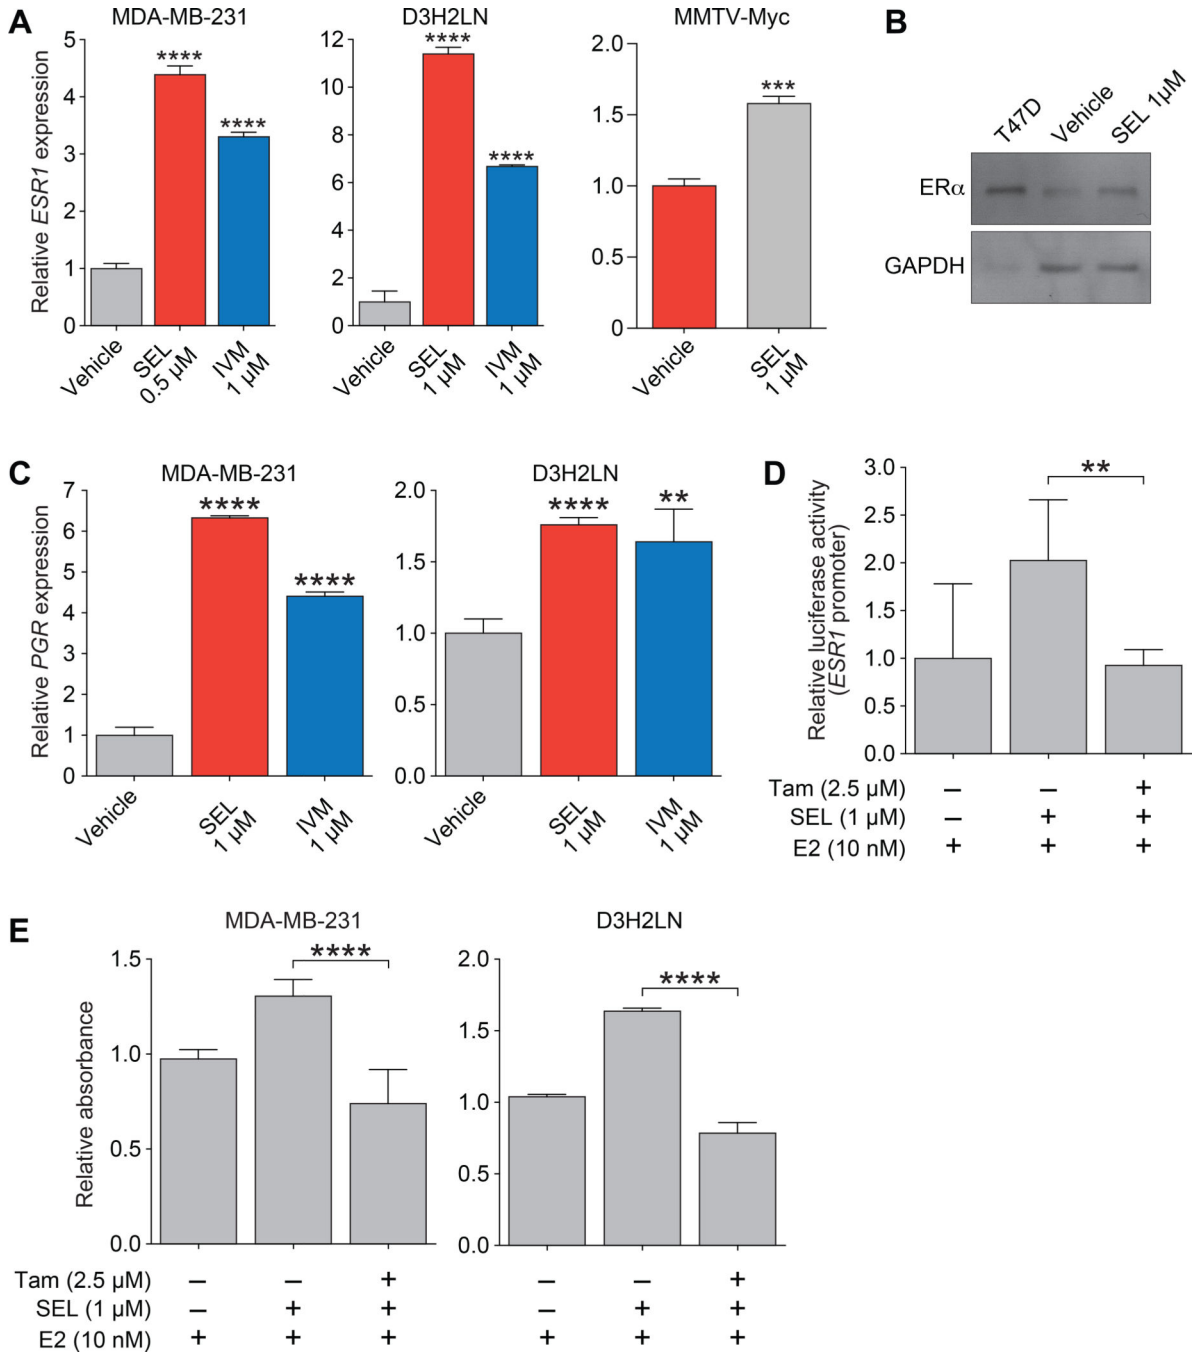 A
MDA-MB-231
D3H2LN
MMTV-Myc
B
Relative ESR1 expression
5
4
3
2
1
0
****
****
Vehicle
SEL
0.5 µM
IVM
1 µM
12
10
8
6
4
2
0
****
****
Vehicle
SEL
1 µM
IVM
1 µM
2.0
1.5
1.0
0.5
0
***
Vehicle
SEL
1 µM
T47D
Vehicle
SEL 1µM
ERα
GAPDH
C
MDA-MB-231
D3H2LN
D
Relative PGR expression
7
6
5
4
3
2
1
0
****
****
Vehicle
SEL
1 µM
IVM
1 µM
2.0
1.5
1.0
0.5
0.0
****
**
Vehicle
SEL
1 µM
IVM
1 µM
Relative luciferase activity
(ESR1 promoter)
3.0
2.5
2.0
1.5
1.0
0.5
0.0
**
Tam (2.5 µM) – – +
SEL (1 µM) – + +
E2 (10 nM) + + +
E
MDA-MB-231
D3H2LN
Relative absorbance
1.5
1.0
0.5
0.0
****
2.0
1.5
1.0
0.5
0.0
****
Tam (2.5 µM) – – + – – +
SEL (1 µM) – + + – + +
E2 (10 nM) + + + + + +